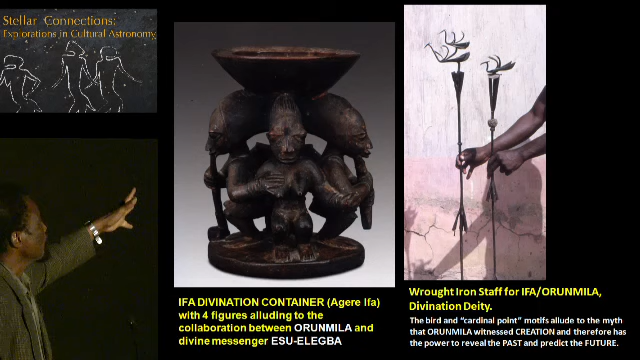 Stellar Connections:
Explorations in Cultural Astronomy
IFA DIVINATION CONTAINER (Agere Ifa)
with 4 figures alluding to the
collaboration between ORUNMILA and
divine messenger ESU-ELEGBA
Wrought Iron Staff for IFA/ORUNMILA,
Divination Deity.
The bird and “cardinal point” motifs allude to the myth
that ORUNMILA witnessed CREATION and therefore has
the power to reveal the PAST and predict the FUTURE.